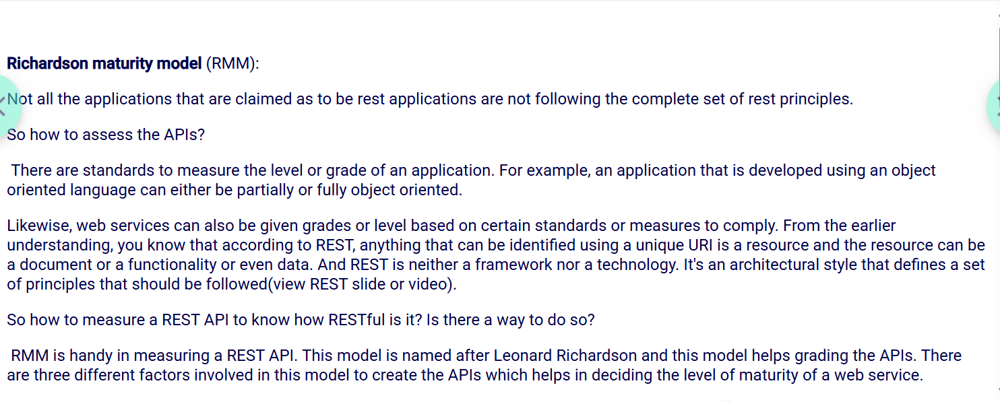 Richardson maturity model (RMM):
Not all the applications that are claimed as to be rest applications are not following the complete set of rest principles.
So how to assess the APIs?
There are standards to measure the level or grade of an application. For example, an application that is developed using an object
oriented language can either be partially or fully object oriented.
Likewise, web services can also be given grades or level based on certain standards or measures to comply. From the earlier
understanding, you know that according to REST, anything that can be identified using a unique URI is a resource and the resource can be
a document or a functionality or even data. And REST is neither a framework nor a technology. It's an architectural style that defines a set
of principles that should be followed(view REST slide or video).
So how to measure a REST API to know how RESTful is it? Is there a way to do so?
RMM is handy in measuring a REST API. This model is named after Leonard Richardson and this model helps grading the APIs. There
are three different factors involved in this model to create the APIs which helps in deciding the level of maturity of a web service.